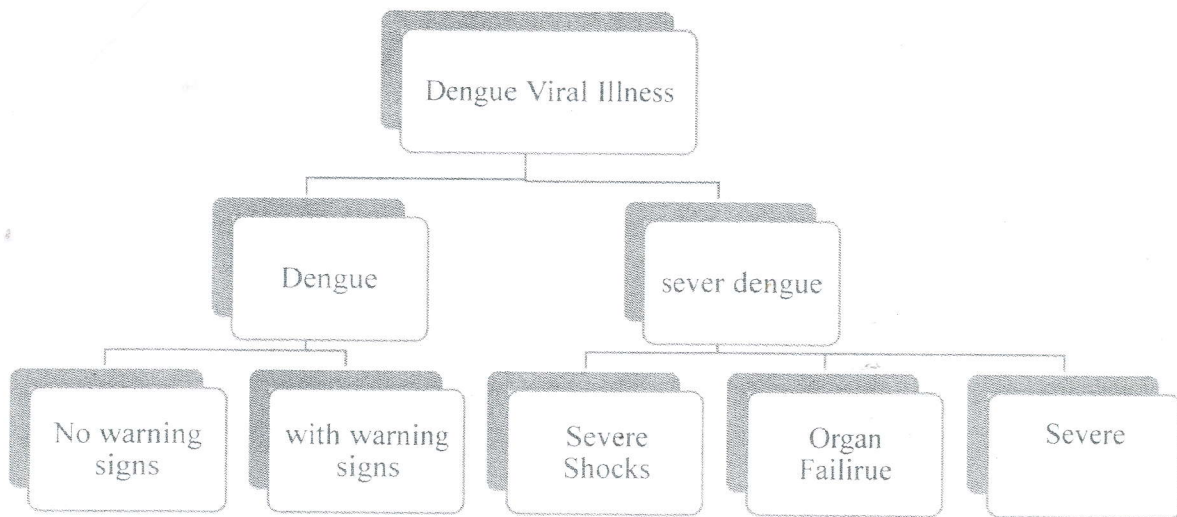 Dengue Viral Illness
Dengue
sever dengue
No warning
signs
with warning
signs
Severe
Shocks
Organ
Failirue
Severe